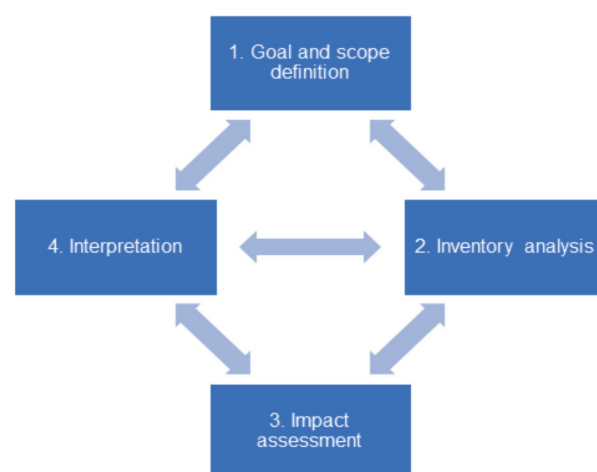 1. Goal and scope
definition
4. Interpretation
2. Inventory analysis
3. Impact
assessment